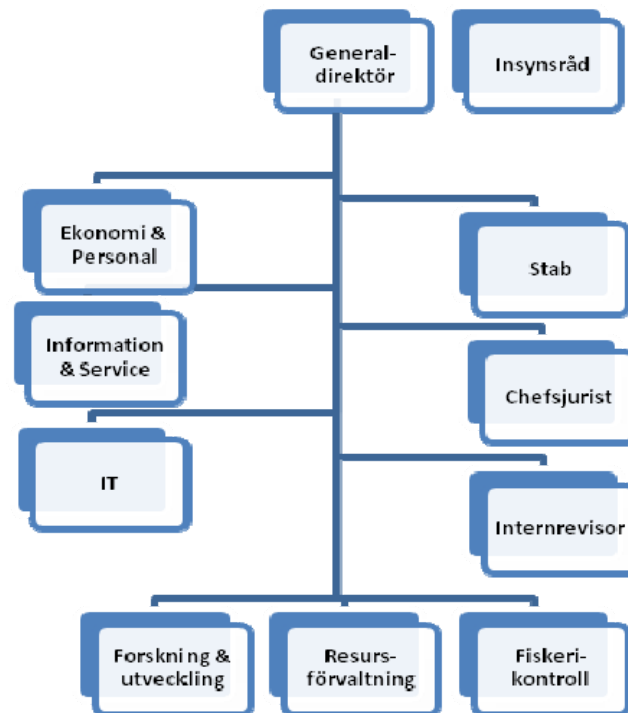 General-
direktör
Insynsråd
Ekonomi &
Personal
Stab
Information
& Service
Chefsjurist
IT
Internrevisor
Forskning &
utveckling
Resurs-
förvaltning
Fiskeri-
kontroll